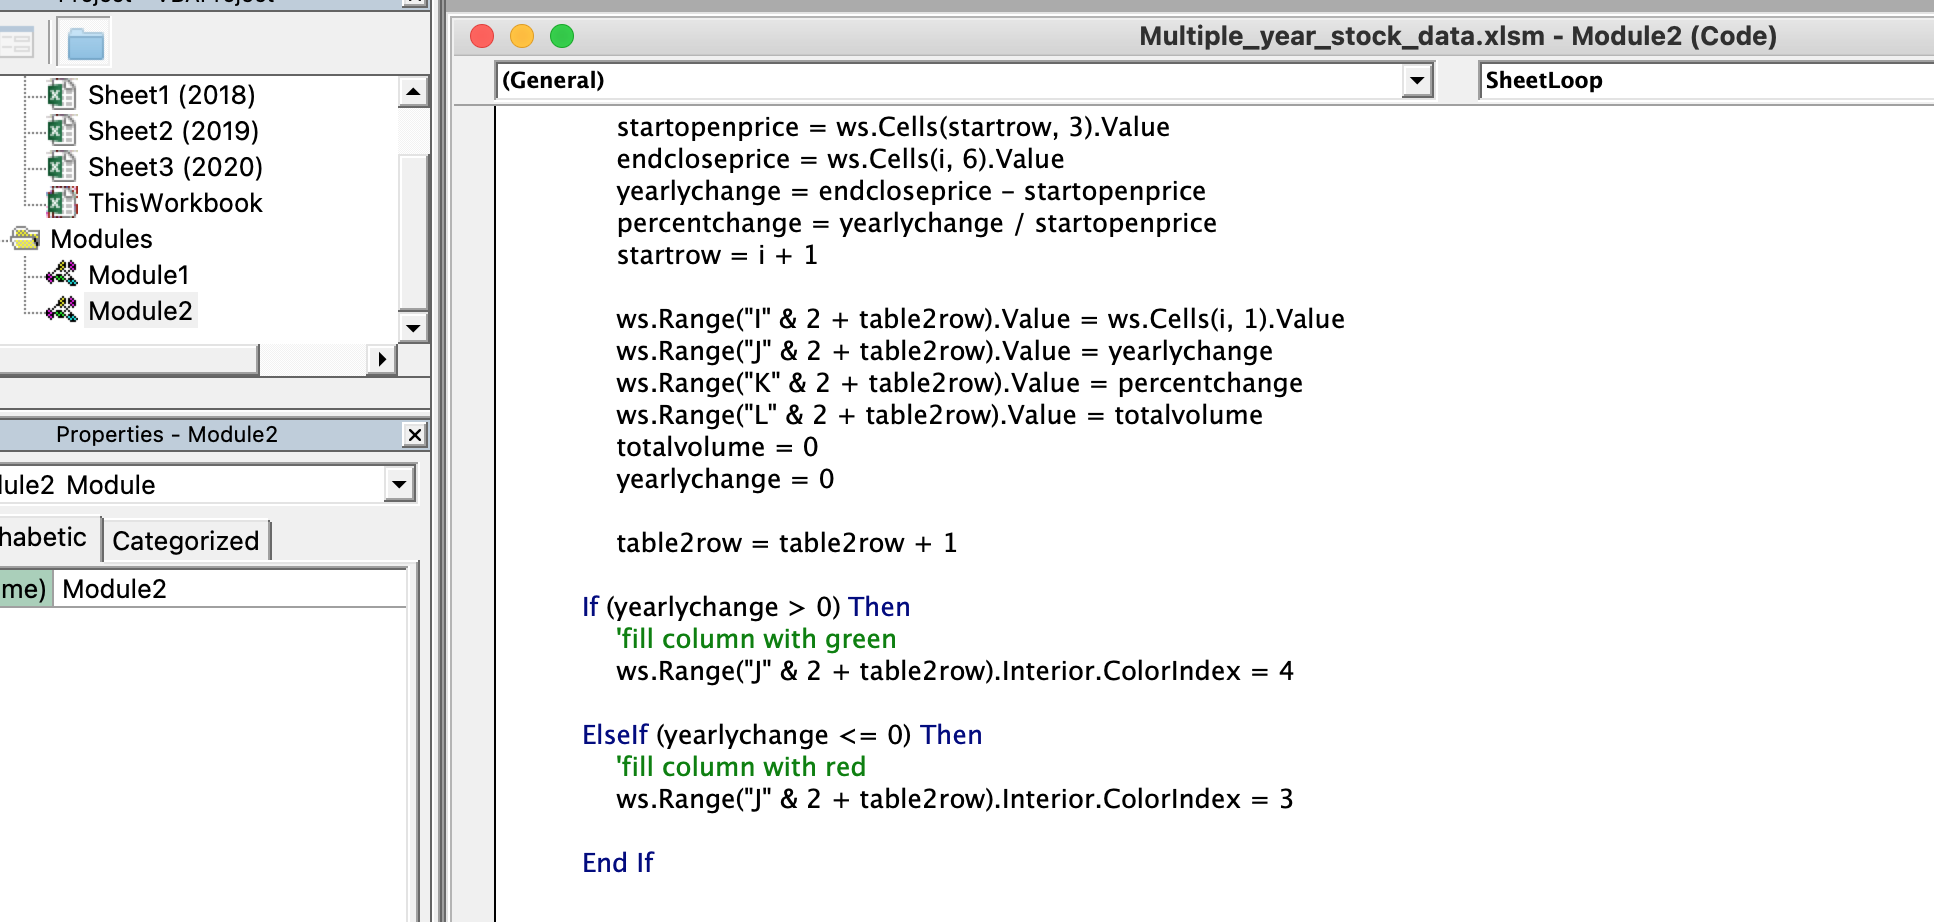 Multiple_year_stock_data.xlsm - Module2 (Code)
(General)
SheetLoop
Sheet1 (2018)
Sheet2 (2019)
Sheet3 (2020)
ThisWorkbook
Modules
Module1
Module2
Properties - Module2
ule2 Module
habetic
Categorized
me)
Module2
startopenprice = ws.Cells(startrow, 3).Value
endcloseprice = ws.Cells(i, 6).Value
yearlychange = endcloseprice - startopenprice
percentchange = yearlychange / startopenprice
startrow = i + 1
ws.Range("I" & 2 + table2row).Value = ws.Cells(i, 1).Value
ws.Range("J" & 2 + table2row).Value = yearlychange
ws.Range("K" & 2 + table2row).Value = percentchange
ws.Range("L" & 2 + table2row).Value = totalvolume
totalvolume = 0
yearlychange = 0
table2row = table2row + 1
If (yearlychange > 0) Then
'fill column with green
ws.Range("J" & 2 + table2row).Interior.ColorIndex = 4
ElseIf (yearlychange <= 0) Then
'fill column with red
ws.Range("J" & 2 + table2row).Interior.ColorIndex = 3
End If